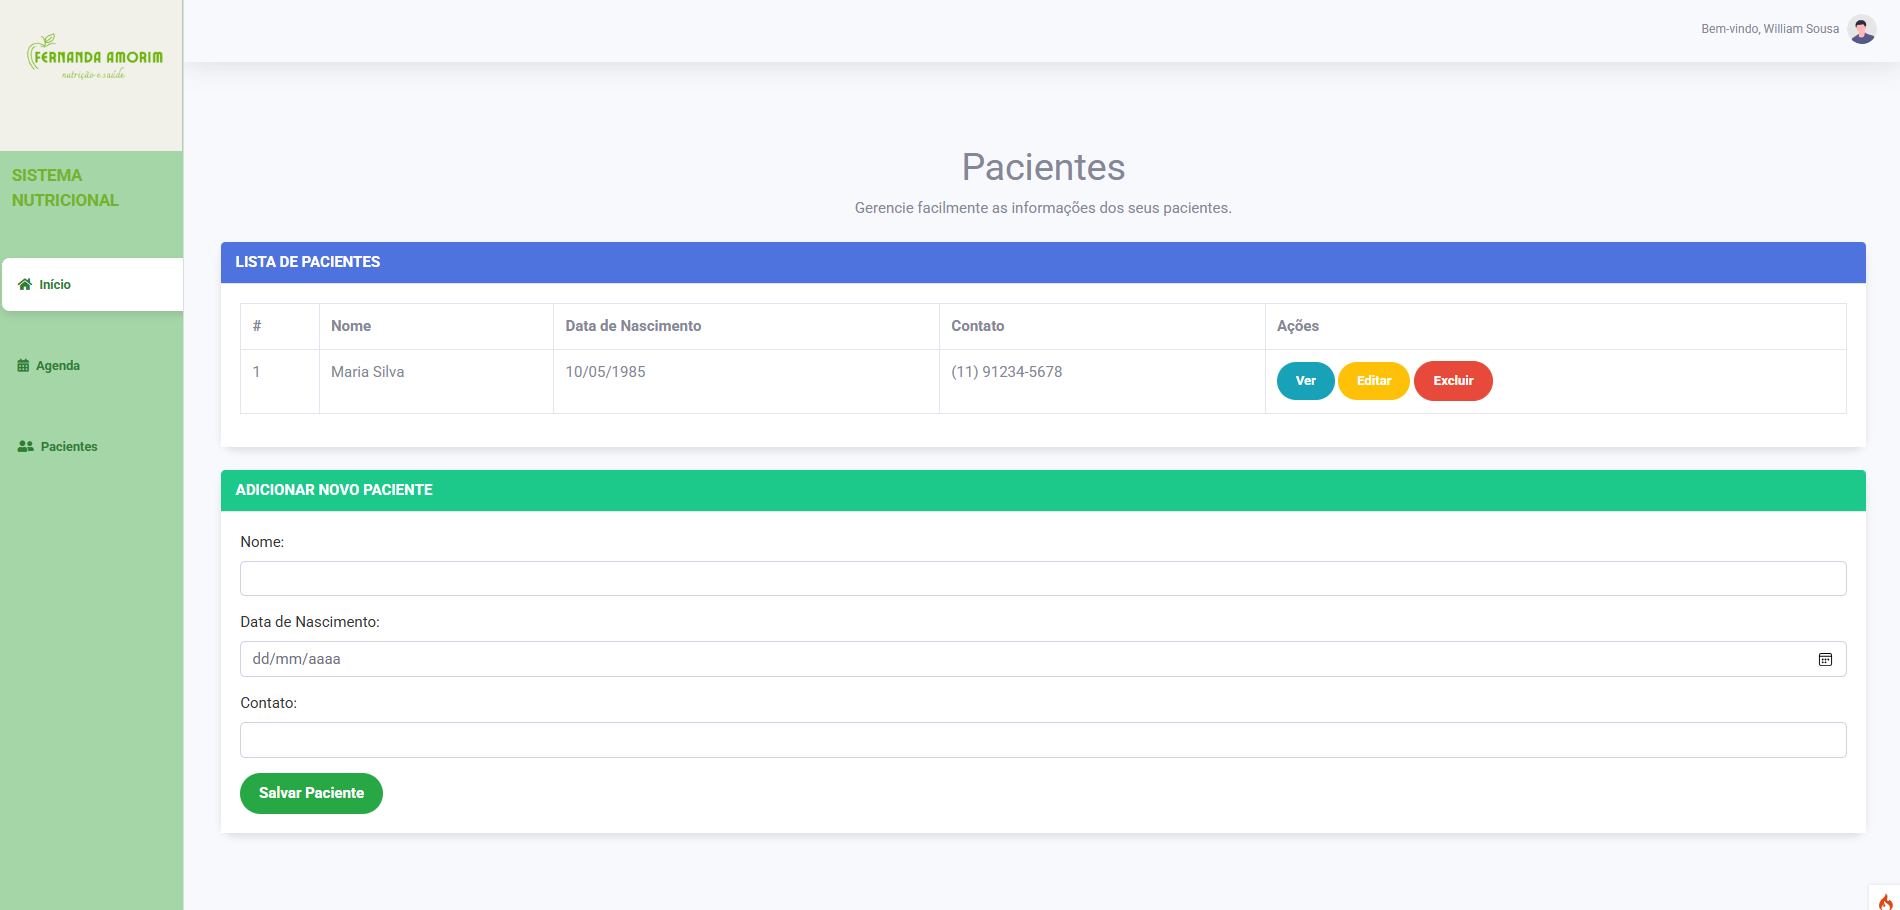 FERNANDA AMORIM
nutrição e saúde
Bem-vindo, William Sousa
SISTEMA
NUTRICIONAL
Início
Agenda
Pacientes
Pacientes
Gerencie facilmente as informações dos seus pacientes.
LISTA DE PACIENTES
# Nome Data de Nascimento Contato Ações
1 Maria Silva 10/05/1985 (11) 91234-5678 Ver Editar Excluir
ADICIONAR NOVO PACIENTE
Nome:
Data de Nascimento:
dd/mm/aaaa
Contato:
Salvar Paciente